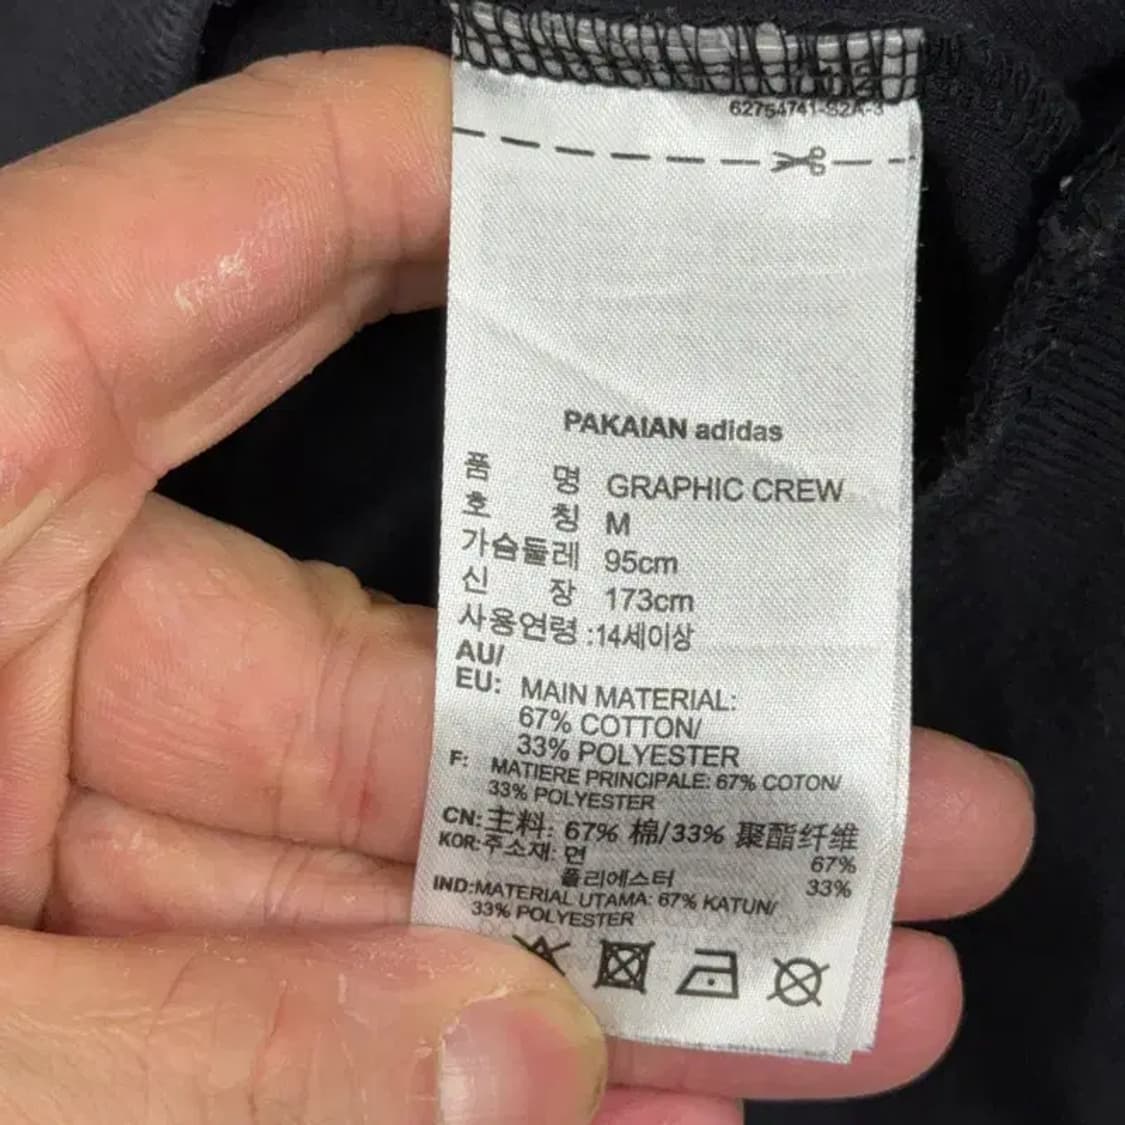 62754741-S2A-3
PAKAIAN adidas
품 명 GRAPHIC CREW
호 칭 M
가슴둘레 95cm
신 장 173cm
사용연령 :14세이상
AU/
EU: MAIN MATERIAL:
67% COTTON/
33% POLYESTER
F: MATIERE PRINCIPALE: 67% COTON/
33% POLYESTER
CN: 主料: 67% 棉/33% 聚酯纤维
KOR: 주소재: 면 67%
폴리에스터 33%
IND:MATERIAL UTAMA: 67% KATUN/
33% POLYESTER